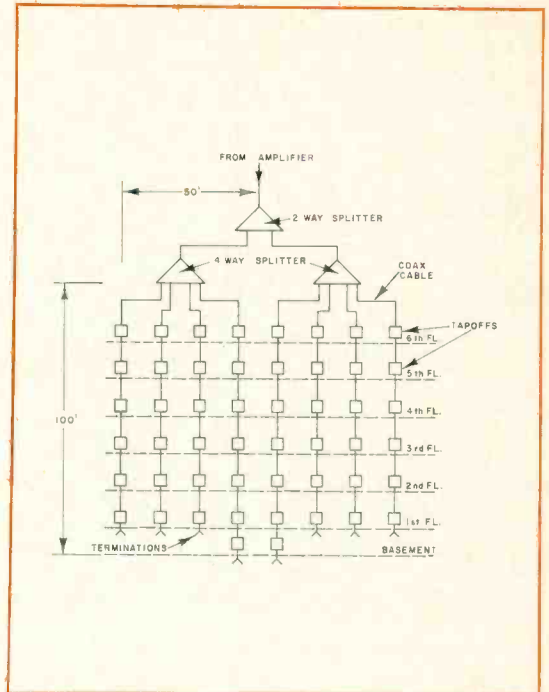 FROM AMPLIFIER
50'
2 WAY SPLITTER
4 WAY SPLITTER
COAX
CABLE
TAPOFFS
6th FL.
5th FL.
4th FL.
100'
3rd FL.
2nd FL.
1st FL.
TERMINATIONS
BASEMENT